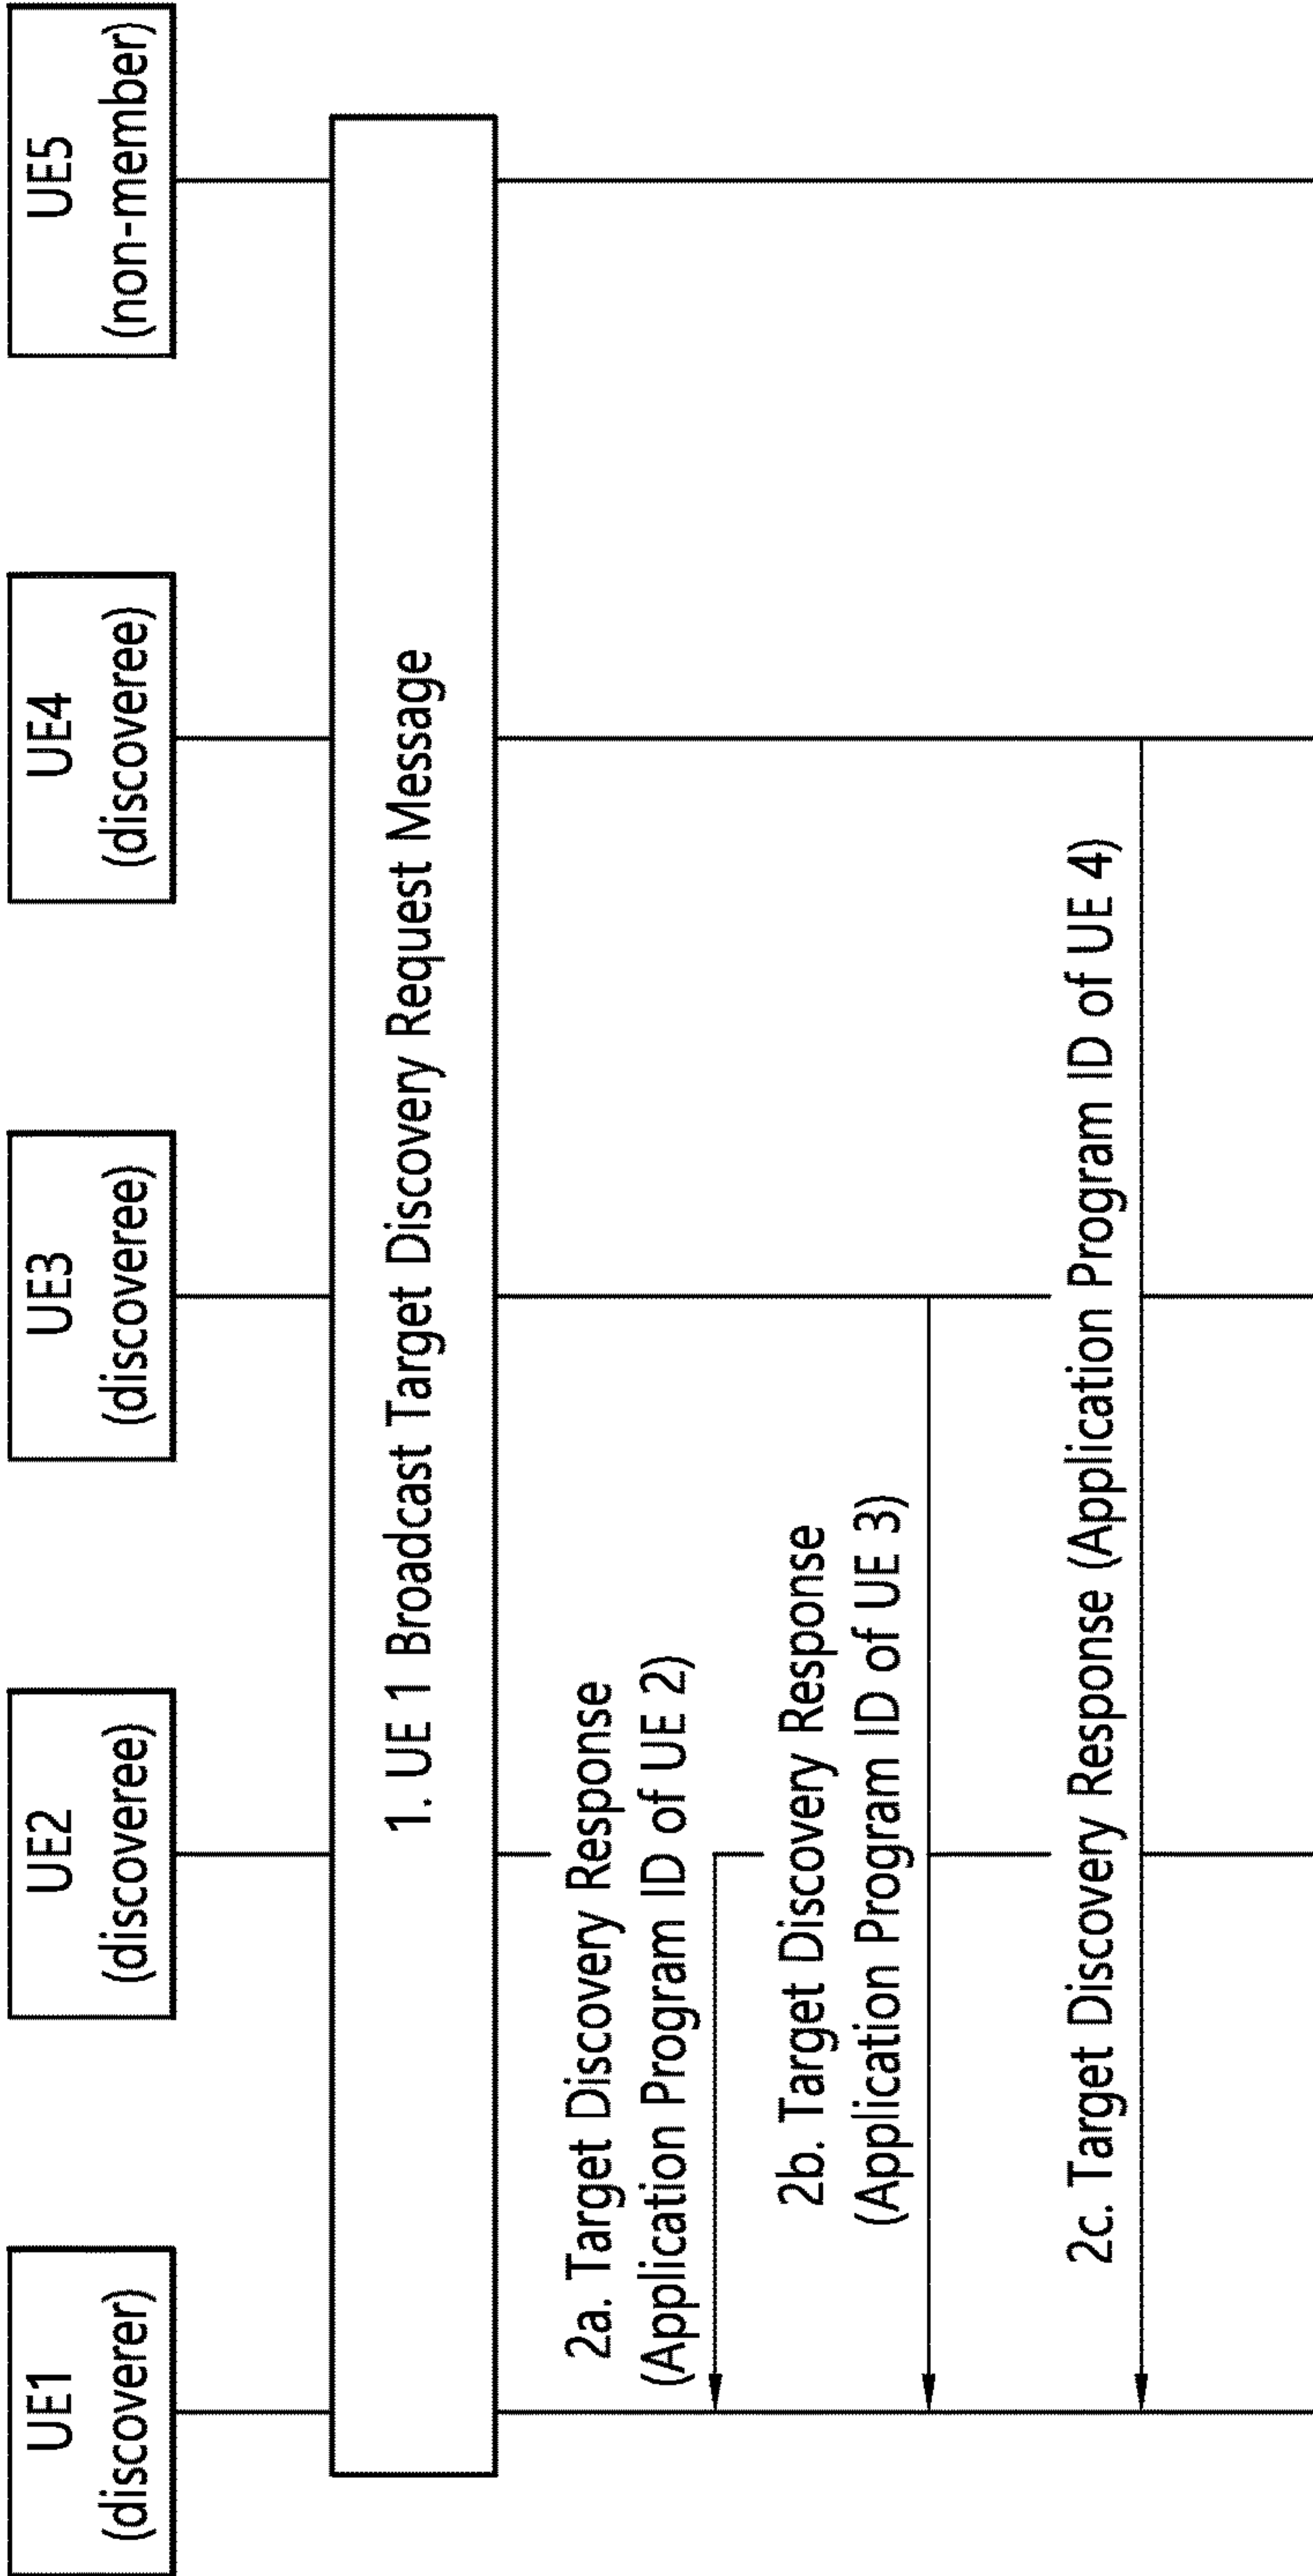 UE1
(discoverer)
UE2
(discoveree)
UE3
(discoveree)
UE4
(discoveree)
UE5
(non-member)
1. UE 1 Broadcast Target Discovery Request Message
2a. Target Discovery Response
(Application Program ID of UE 2)
2b. Target Discovery Response
(Application Program ID of UE 3)
2c. Target Discovery Response (Application Program ID of UE 4)